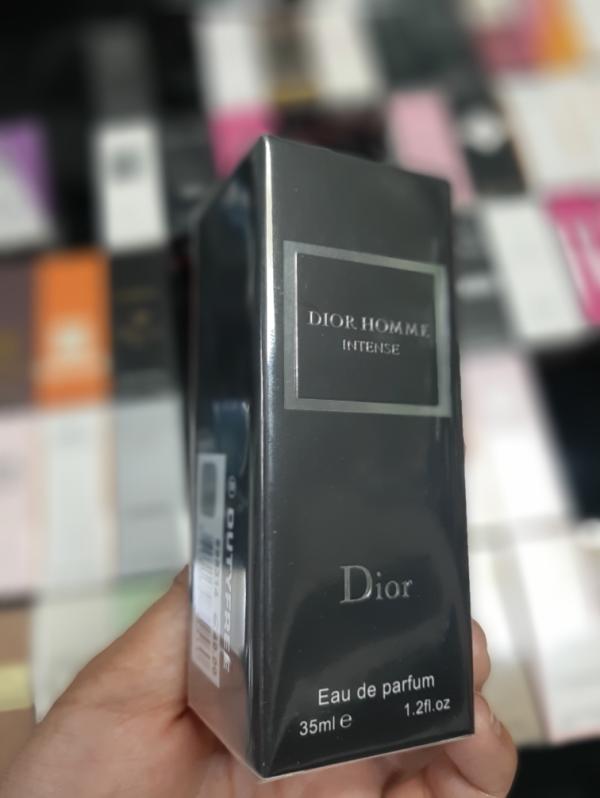 DIOR HOMME
INTENSE
Dior
Eau de parfum
35ml e 1.2fl.oz
DUTYFREE